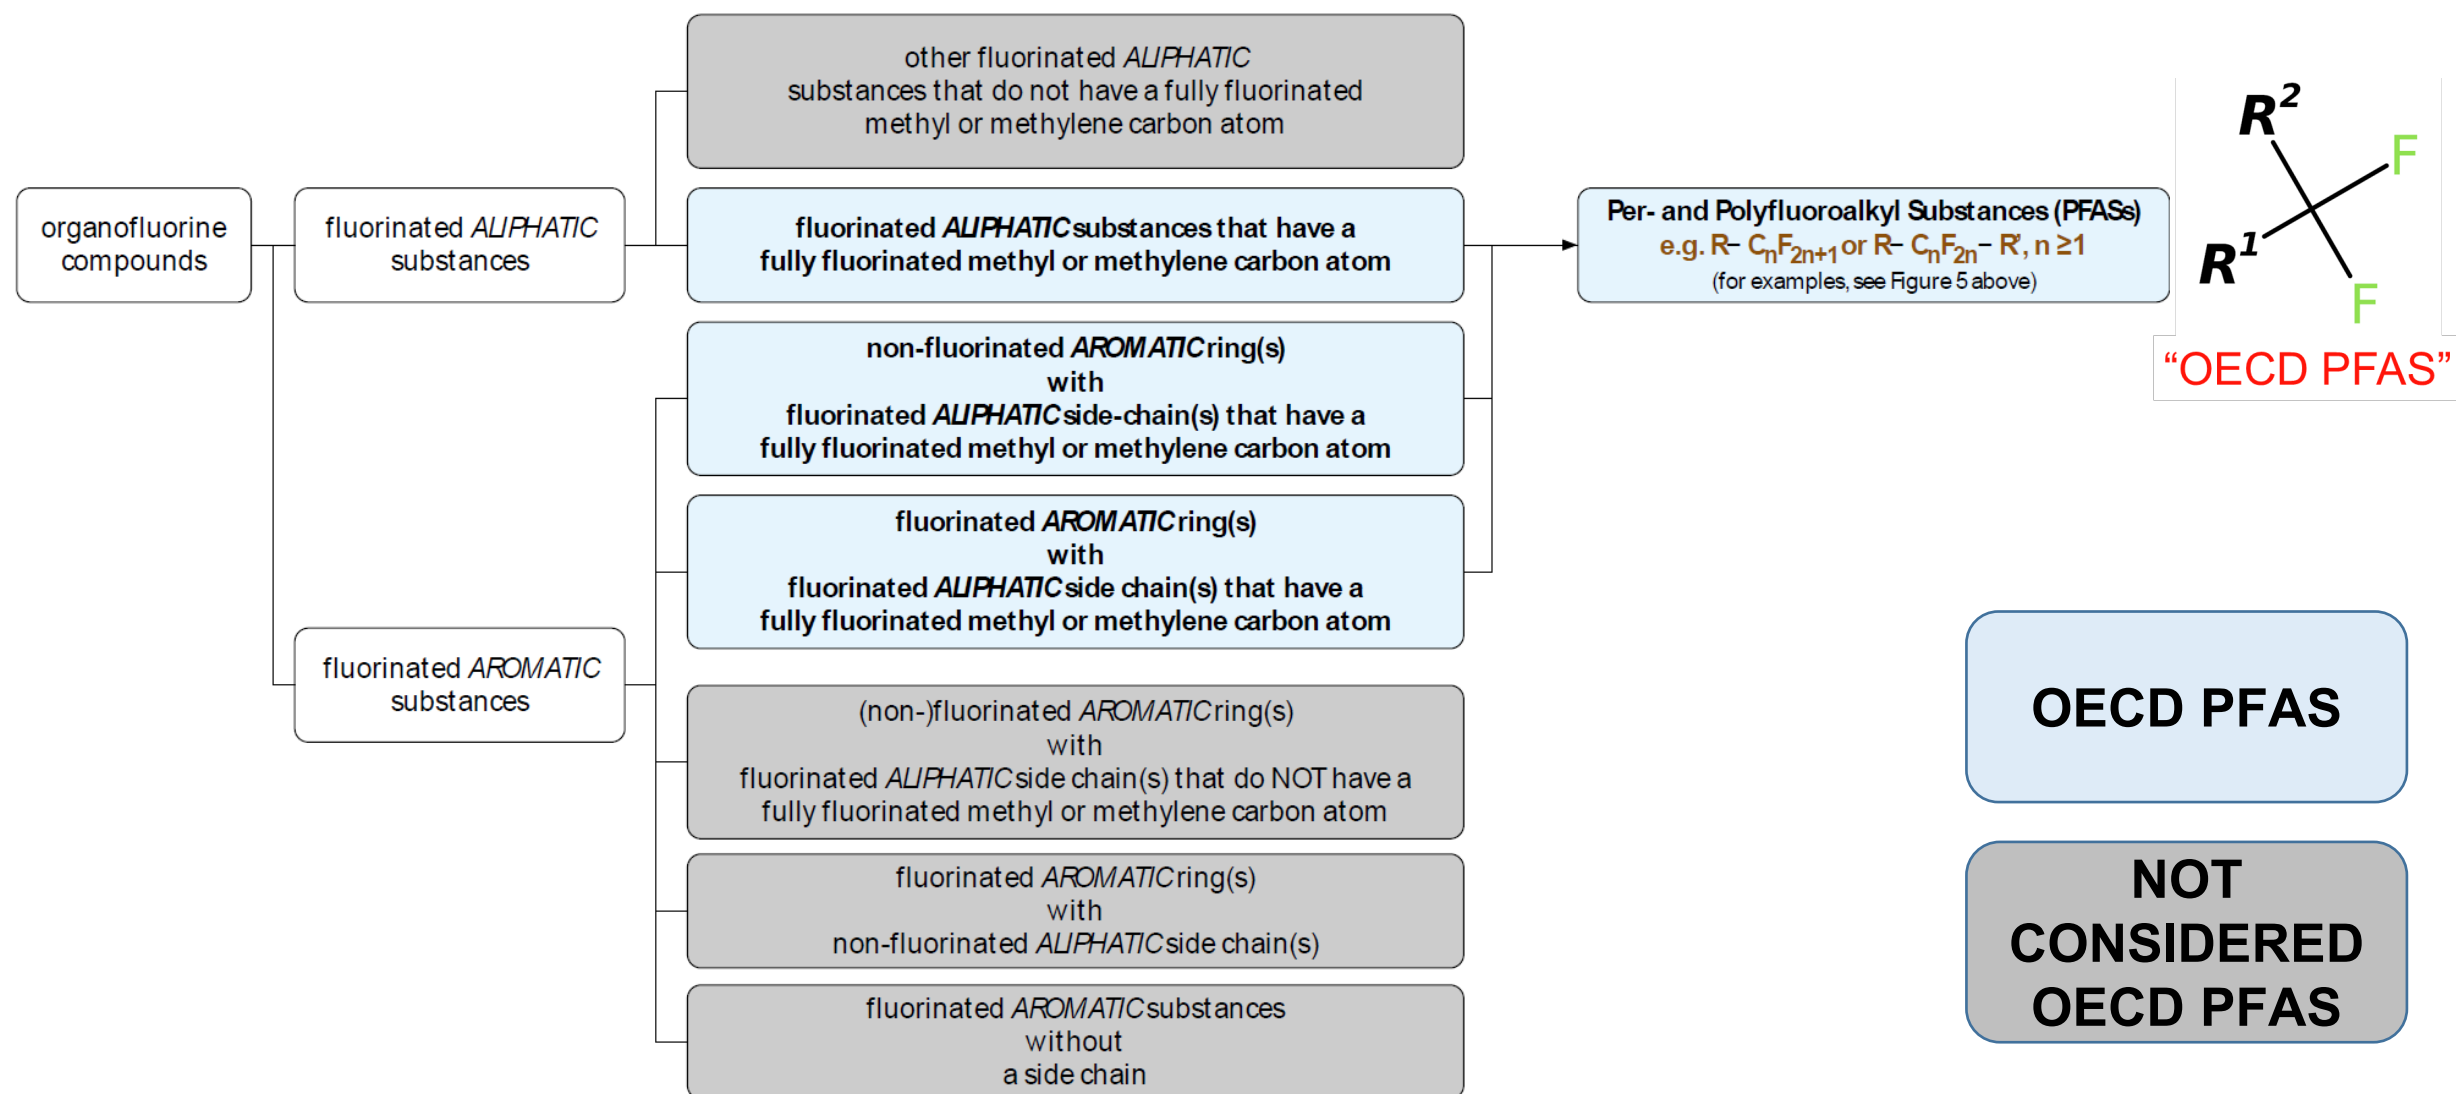 other fluorinated ALIPHATIC
substances that do not have a fully fluorinated
methyl or methylene carbon atom
organofluorine
compounds
fluorinated ALIPHATIC
substances
fluorinated ALIPHATIC substances that have a
fully fluorinated methyl or methylene carbon atom
Per- and Polyfluoroalkyl Substances (PFASs)
e.g. R– CnF2n+1 or R– CnF2n– R’, n ≥1
(for examples, see Figure 5 above)
R2
F
R1
F
“OECD PFAS”
non-fluorinated AROMATIC ring(s)
with
fluorinated ALIPHATIC side-chain(s) that have a
fully fluorinated methyl or methylene carbon atom
fluorinated AROMATIC ring(s)
with
fluorinated ALIPHATIC side chain(s) that have a
fully fluorinated methyl or methylene carbon atom
fluorinated AROMATIC
substances
(non-)fluorinated AROMATIC ring(s)
with
fluorinated ALIPHATIC side chain(s) that do NOT have a
fully fluorinated methyl or methylene carbon atom
fluorinated AROMATIC ring(s)
with
non-fluorinated ALIPHATIC side chain(s)
fluorinated AROMATIC substances
without
a side chain
OECD PFAS
NOT
CONSIDERED
OECD PFAS